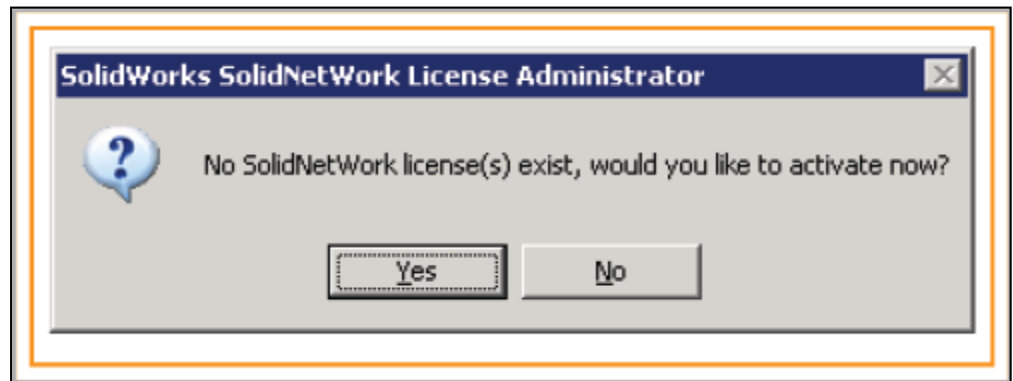 SolidWorks SolidNetWork License Administrator
No SolidNetWork license(s) exist, would you like to activate now?
Yes No